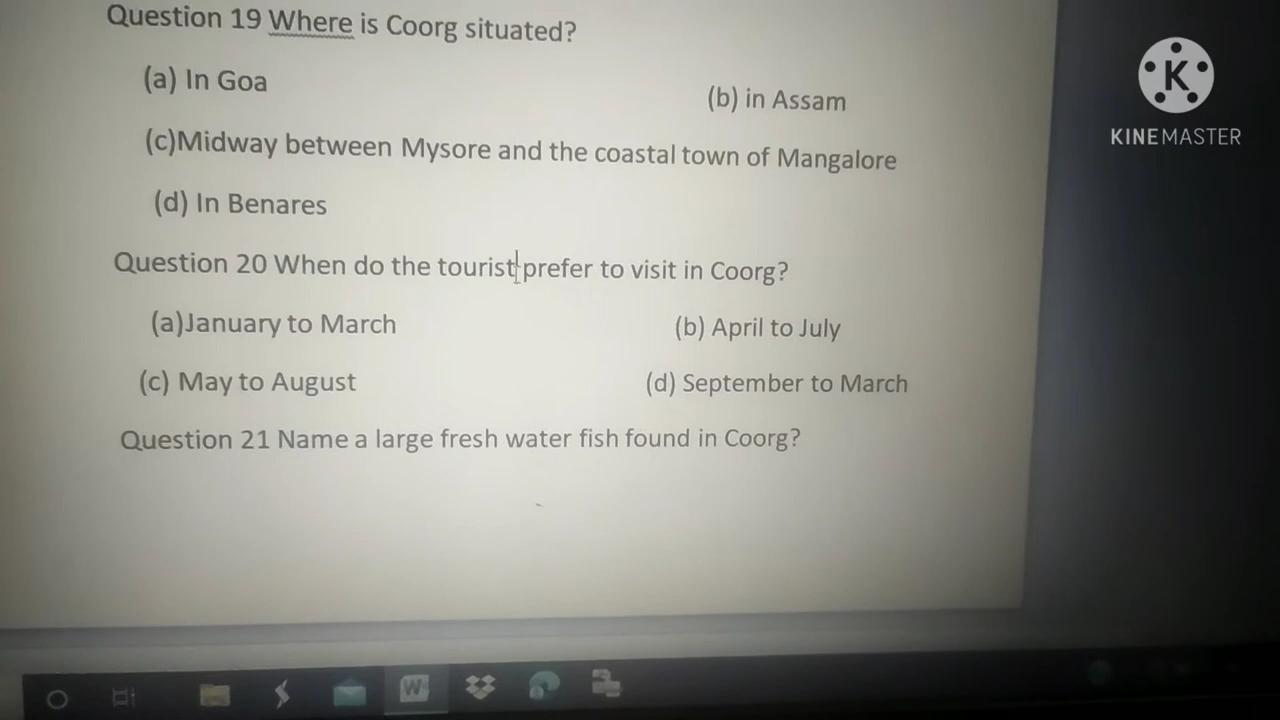 Question 19 Where is Coorg situated?
(a) In Goa (b) in Assam
(c)Midway between Mysore and the coastal town of Mangalore
(d) In Benares
Question 20 When do the tourist prefer to visit in Coorg?
(a)January to March (b) April to July
(c) May to August (d) September to March
Question 21 Name a large fresh water fish found in Coorg?
K
KINEMASTER
W